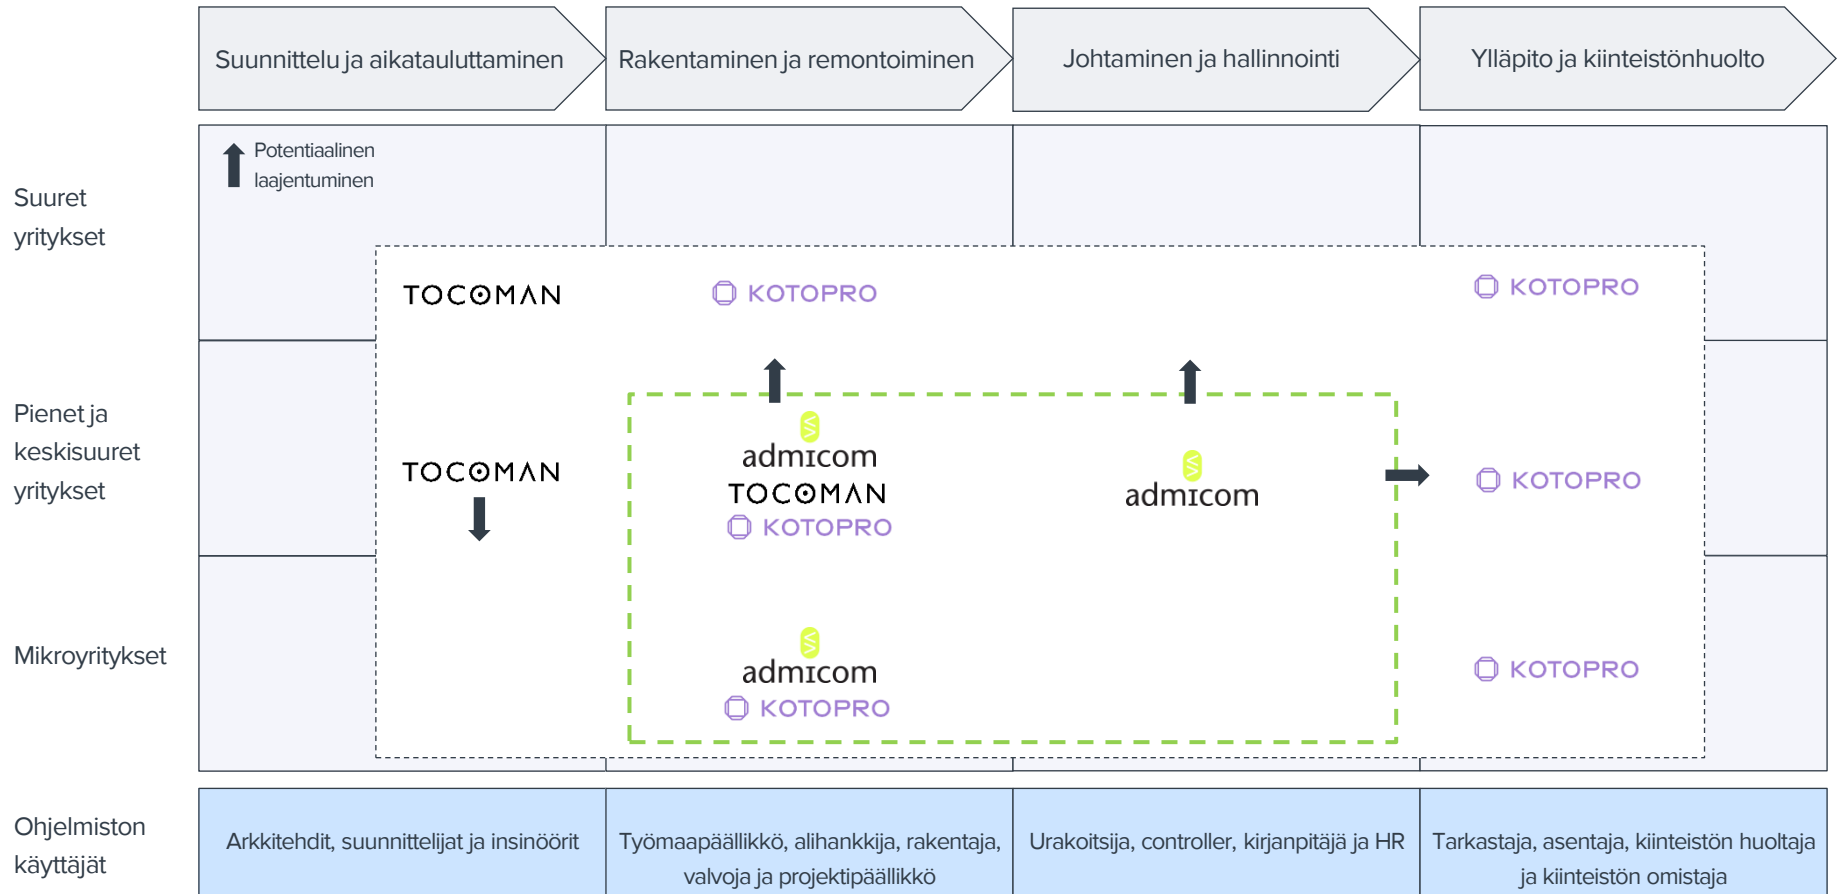 Suunnittelu ja aikatauluttaminen
Rakentaminen ja remontoiminen
Johtaminen ja hallinnointi
Ylläpito ja kiinteistönhuolto
Potentiaalinen
laajentuminen
Suuret
yritykset
TOCOMAN
KOTOPRO
KOTOPRO
Pienet ja
keskisuuret
yritykset
TOCOMAN
admicom
TOCOMAN
KOTOPRO
admicom
KOTOPRO
Mikroyritykset
admicom
KOTOPRO
KOTOPRO
Ohjelmiston
käyttäjät
Arkkitehdit, suunnittelijat ja insinöörit
Työmaapäällikkö, alihankkija, rakentaja,
valvoja ja projektipäällikkö
Urakoitsija, controller, kirjanpitäjä ja HR
Tarkastaja, asentaja, kiinteistön huoltaja
ja kiinteistön omistaja